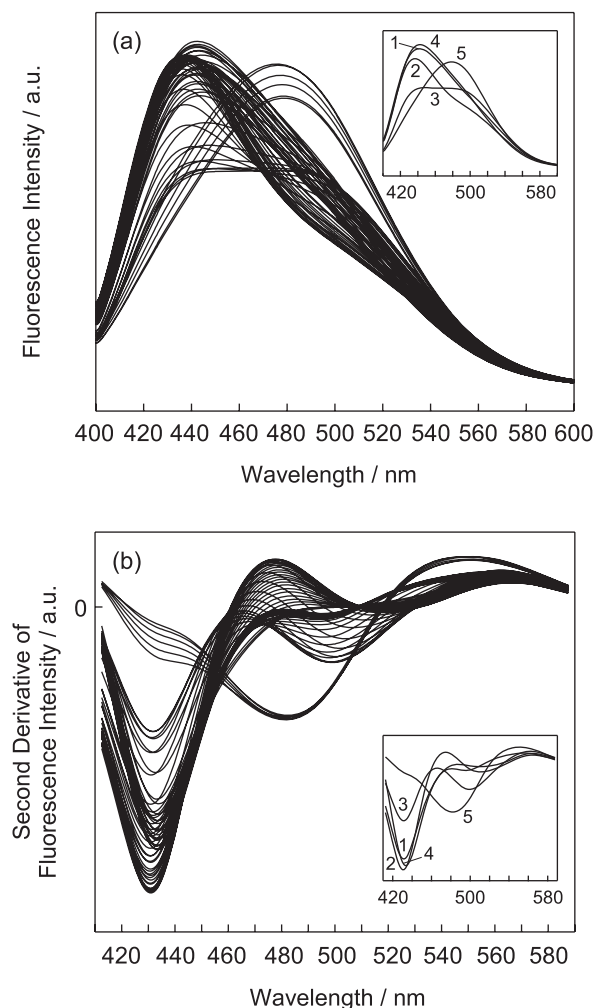 (a)
Fluorescence Intensity / a.u.
1 4
2 5
3
420 500 580
400 420 440 460 480 500 520 540 560 580 600
Wavelength / nm
(b)
0
Second Derivative of
Fluorescence Intensity / a.u.
3
1 5
2 4
420 500 580
420 440 460 480 500 520 540 560 580
Wavelength / nm